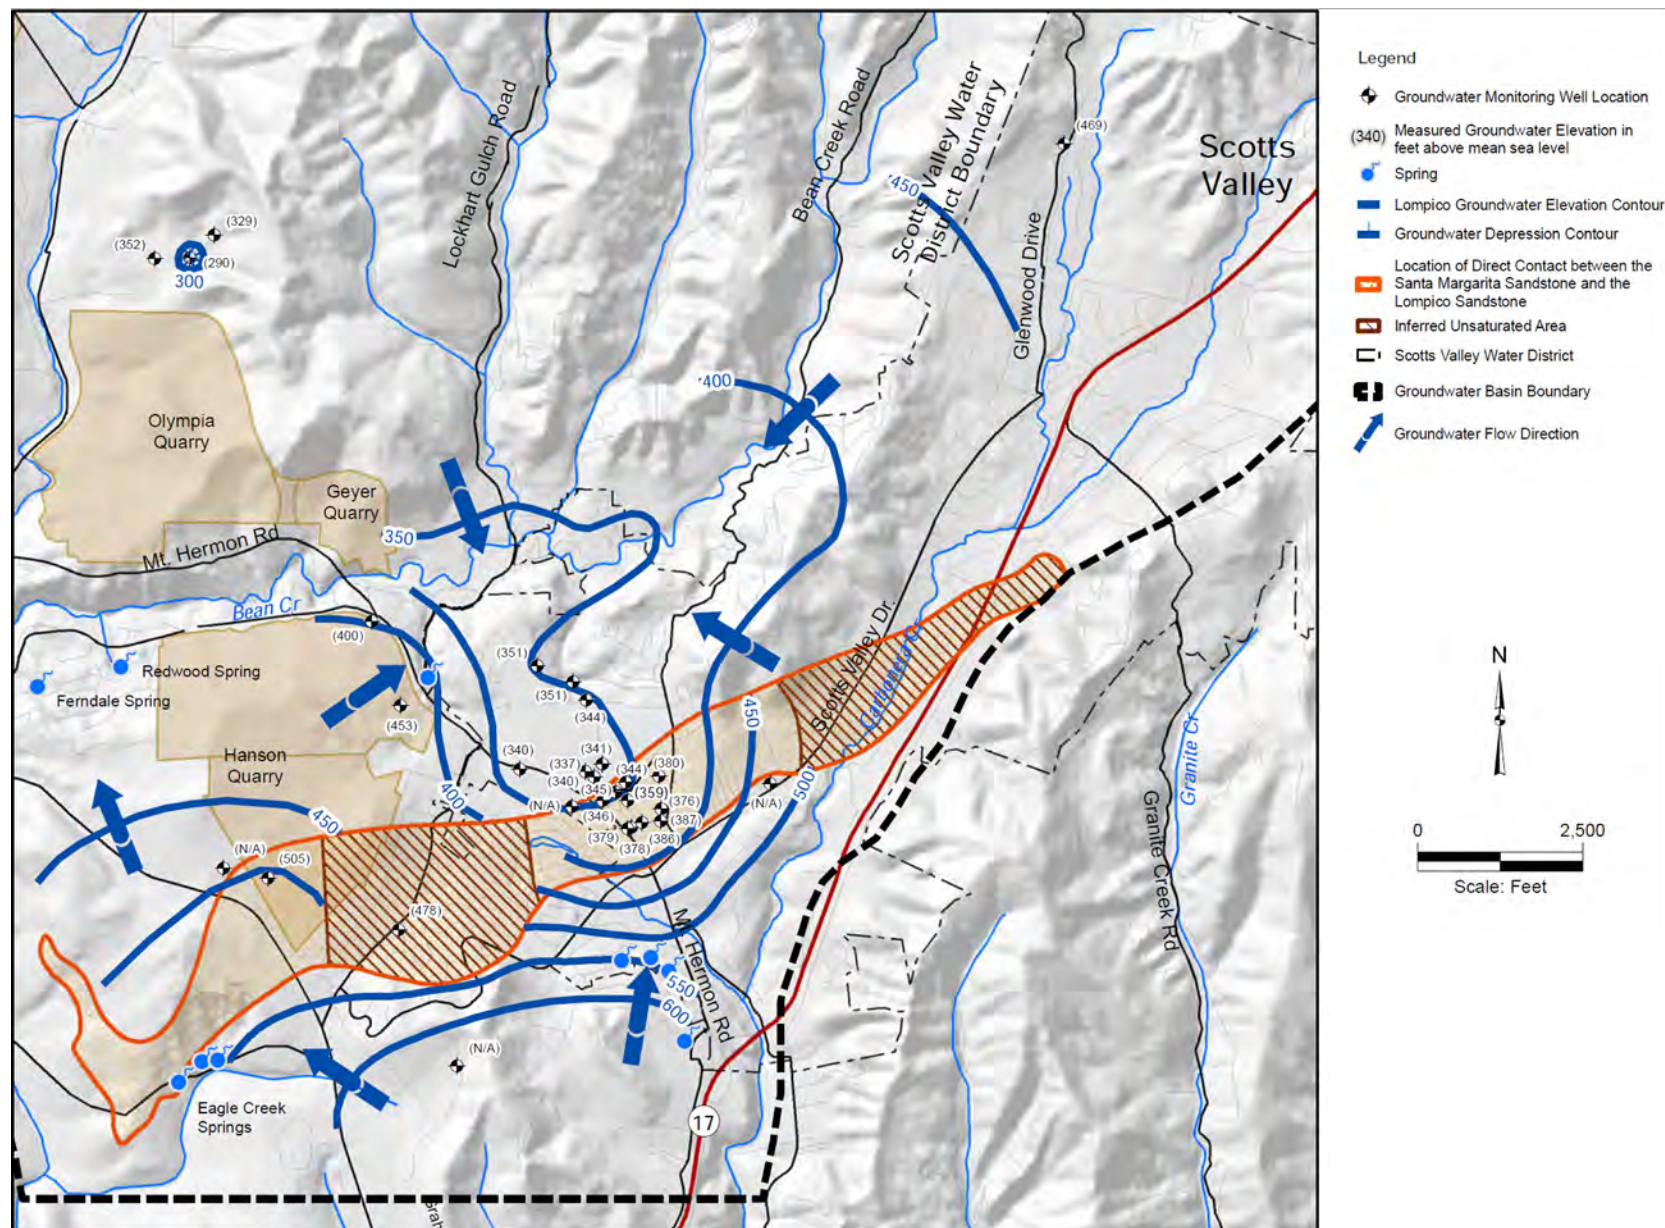 Legend
Groundwater Monitoring Well Location
(340)
Measured Groundwater Elevation in
feet above mean sea level
Spring
Lompico Groundwater Elevation Contour
Groundwater Depression Contour
Location of Direct Contact between the
Santa Margarita Sandstone and the
Lompico Sandstone
Inferred Unsaturated Area
Scotts Valley Water District
Groundwater Basin Boundary
Groundwater Flow Direction
N
0
2,500
Scale: Feet
Scotts
Valley
(469)
Lockhart Gulch Road
Bean Creek Road
Scotts Valley Water
District Boundary
Glenwood Drive
450
(329)
(352)
(290)
300
400
Olympia
Quarry
Geyer
Quarry
350
Mt. Hermon Rd
Bean Cr
(400)
Redwood Spring
Ferndale Spring
(453)
Hanson
Quarry
(351)
(351)
(344)
(340)
(337)
(341)
(340)
(344)
(380)
(345)
(359)
(N/A)
(346)
(376)
(387)
(379)
(378)
(386)
(N/A)
Scotts Valley Dr.
Carbonera Cr
450
500
400
450
(N/A)
(505)
(478)
Mt. Hermon Rd
550
600
(N/A)
Eagle Creek
Springs
17
Granite Cr
Granite Creek Rd
Grah